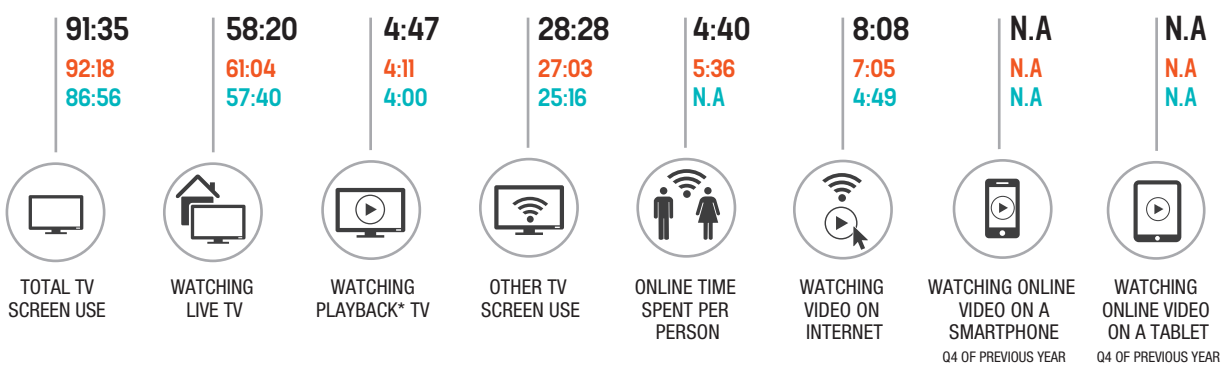 91:35 58:20 4:47 28:28 4:40 8:08 N.A N.A
92:18 61:04 4:11 27:03 5:36 7:05 N.A N.A
86:56 57:40 4:00 25:16 N.A 4:49 N.A N.A
TOTAL TV
SCREEN USE
WATCHING
LIVE TV
WATCHING
PLAYBACK* TV
OTHER TV
SCREEN USE
ONLINE TIME
SPENT PER
PERSON
WATCHING
VIDEO ON
INTERNET
WATCHING ONLINE
VIDEO ON A
SMARTPHONE
Q4 OF PREVIOUS YEAR
WATCHING
ONLINE VIDEO
ON A TABLET
Q4 OF PREVIOUS YEAR